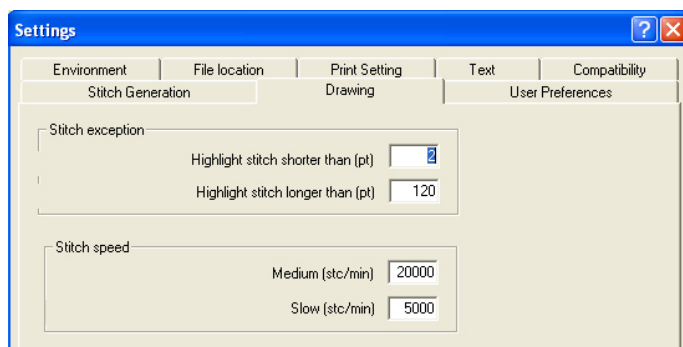 Settings
Environment File location Print Setting Text Compatibility
Stitch Generation Drawing User Preferences
Stitch exception
Highlight stitch shorter than (pt) 2
Highlight stitch longer than (pt) 120
Stitch speed
Medium (stc/min) 20000
Slow (stc/min) 5000